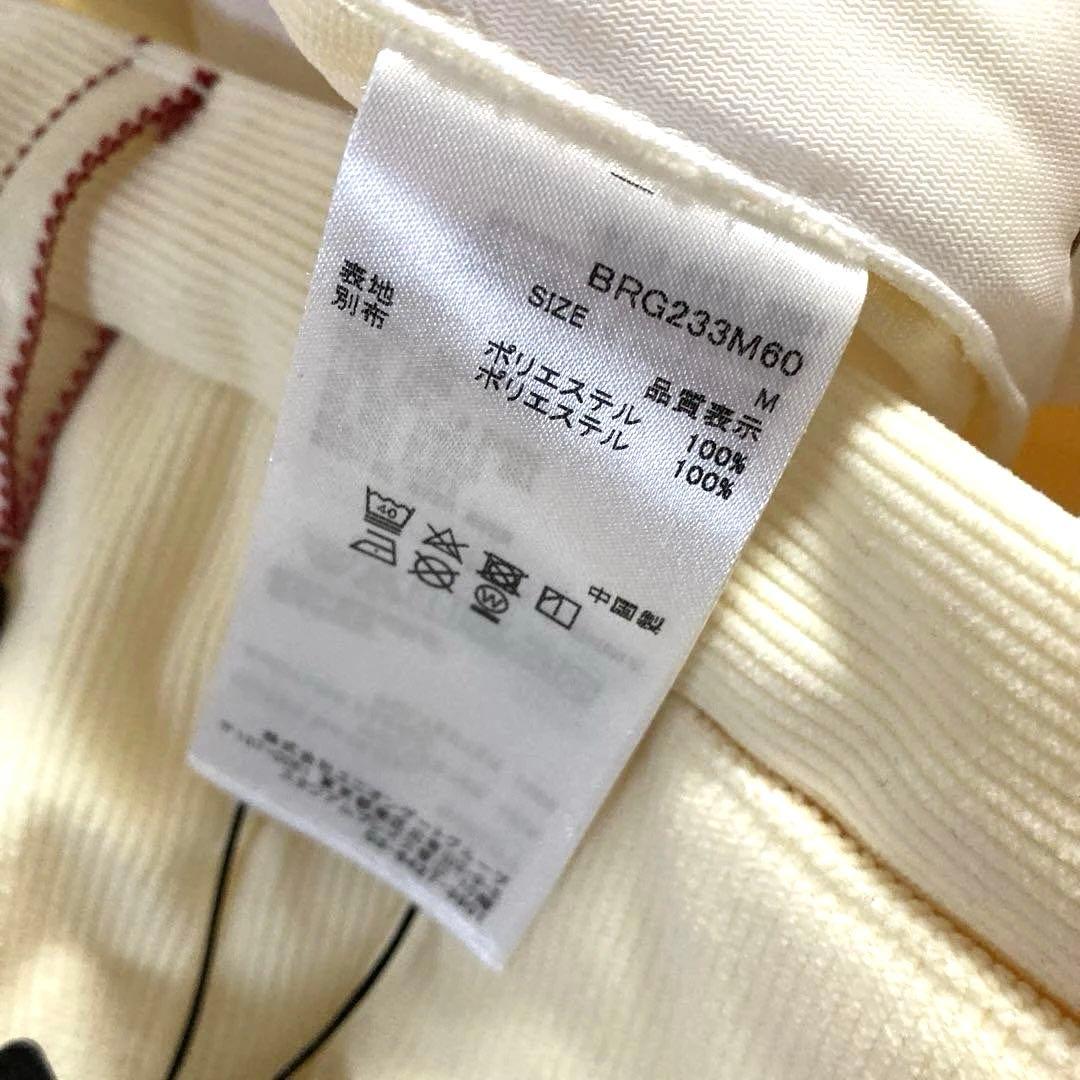 BRG233M60
SIZE M
品質表示
表地 ポリエステル 100%
別布 ポリエステル 100%
40
W
中国製